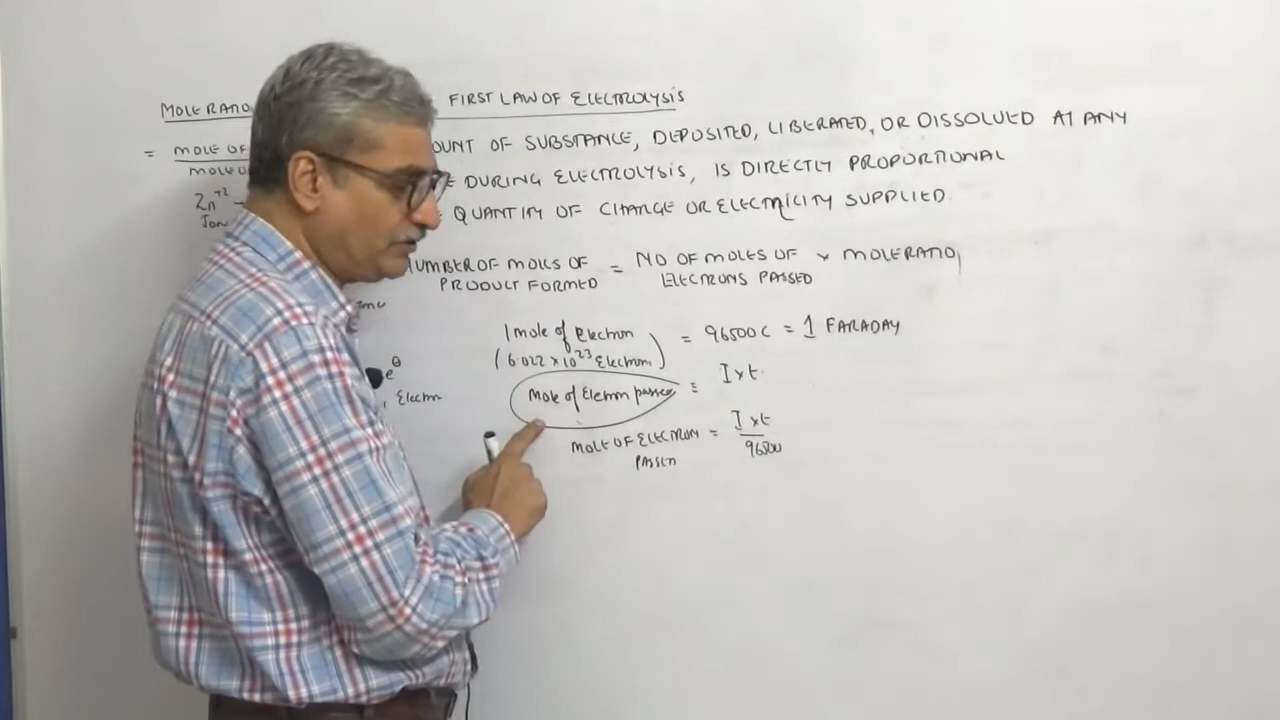 MOLE RATIO
= MOLE OF
MOLE O
Zn+2
Ion
FIRST LAW OF ELECTROLYSIS
OUNT OF SUBSTANCE, DEPOSITED, LIBERATED, OR DISSOLVED AT ANY
E DURING ELECTROLYSIS, IS DIRECTLY PROPORTIONAL
QUANTITY OF CHARGE OR ELECTRICITY SUPPLIED.
UMBER OF MOLES OF = NO OF MOLES OF × MOLE RATIO
PRODUCT FORMED ELECTRONS PASSED
1 mole of Electron = 96500 C = 1 FARADAY
(6.022 × 10^23 Electron)
e⊖
Electron
Mole of Electron passed = I × t.
MOLE OF ELECTRON = I × t
PASSED 96500